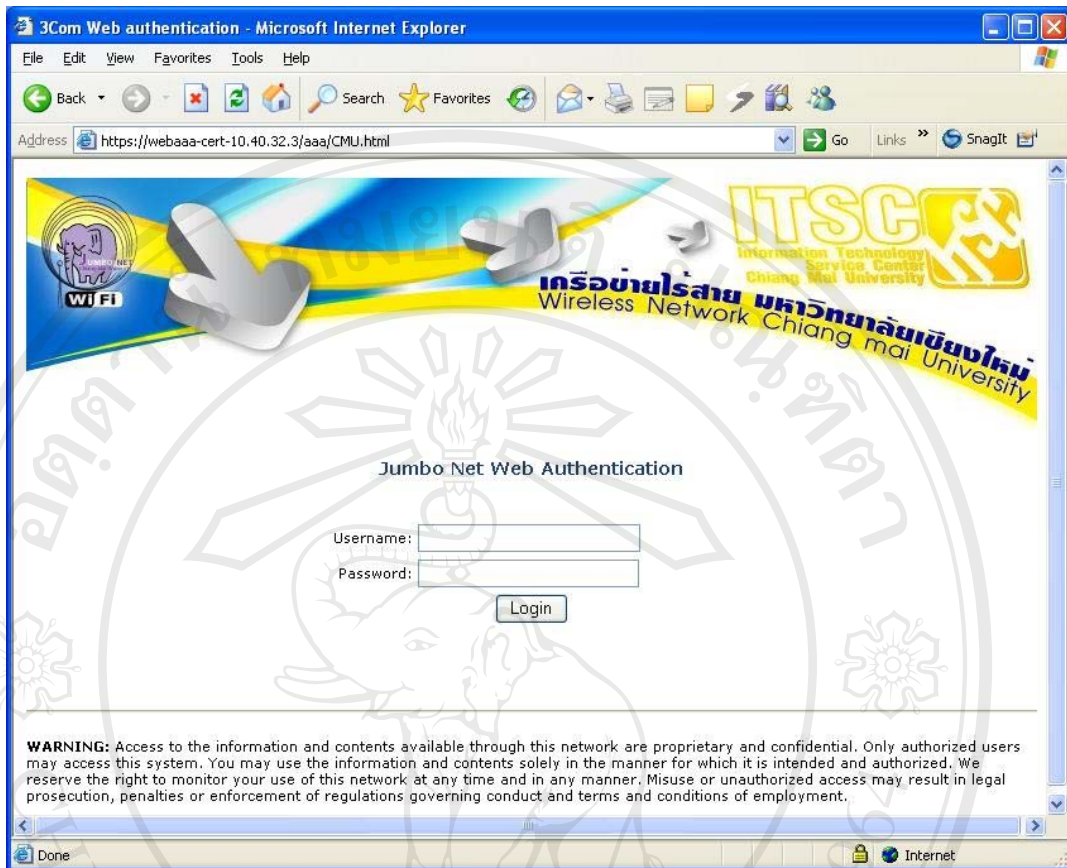 3Com Web authentication - Microsoft Internet Explorer
File Edit View Favorites Tools Help
Back Search Favorites
Address https://webaaa-cert-10.40.32.3/aaa/CMU.html Go Links » SnagIt
JUMBO NET
Wi Fi
ITSC
Information Technology
Service Center
Chiang Mai University
itsc
เครือข่ายไร้สาย มหาวิทยาลัยเชียงใหม่
Wireless Network Chiang mai University
Jumbo Net Web Authentication
Username:
Password:
Login
WARNING: Access to the information and contents available through this network are proprietary and confidential. Only authorized users
may access this system. You may use the information and contents solely in the manner for which it is intended and authorized. We
reserve the right to monitor your use of this network at any time and in any manner. Misuse or unauthorized access may result in legal
prosecution, penalties or enforcement of regulations governing conduct and terms and conditions of employment.
Done Internet